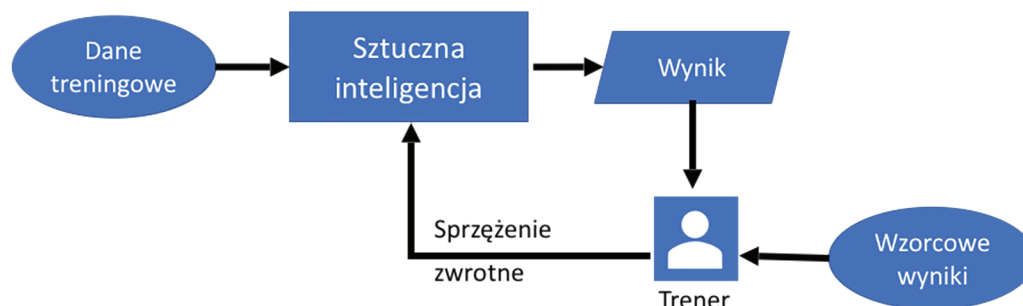 Dane
treningowe
Sztuczna
inteligencja
Wynik
Sprzężenie
zwrotne
Trener
Wzorcowe
wyniki